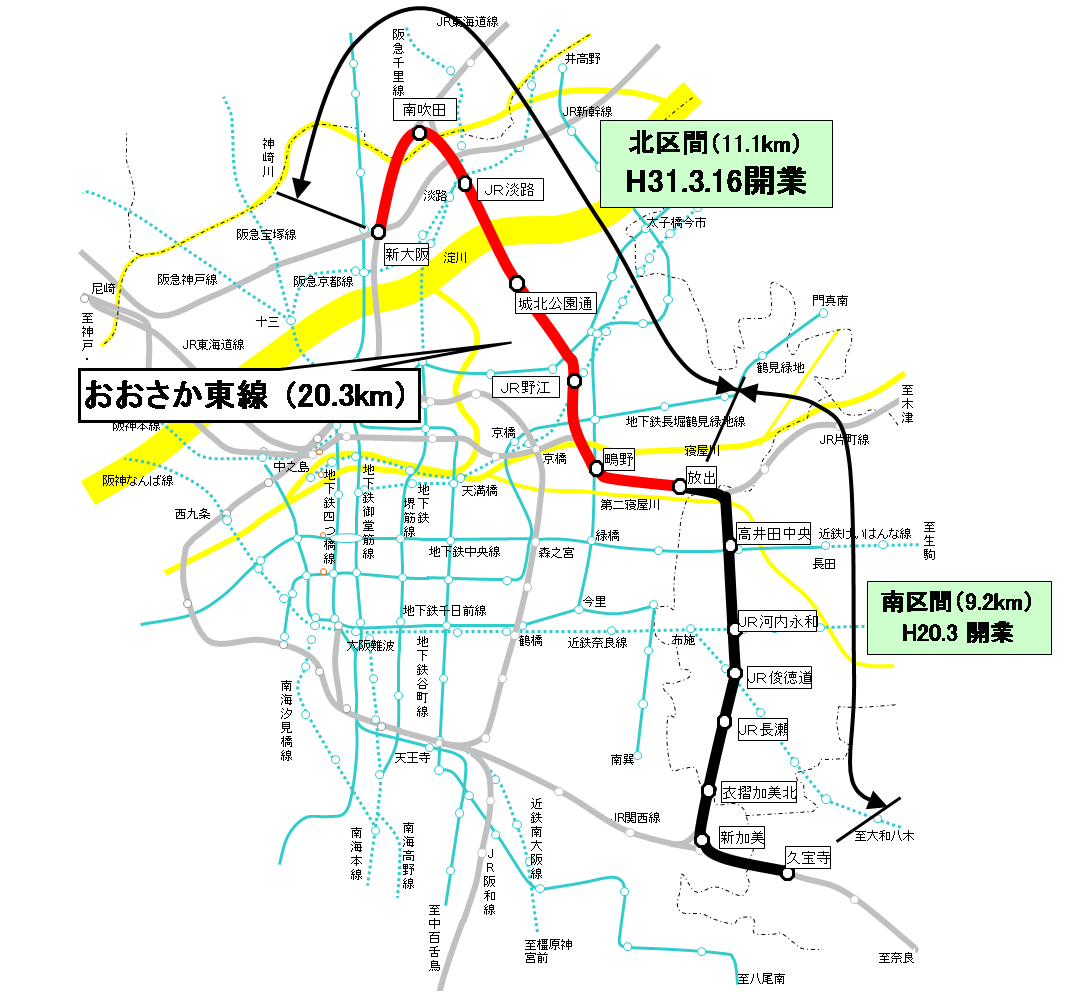 JR東海道線
阪急千里線
井高野
南吹田
JR新幹線
北区間(11.1km)
H31.3.16開業
神崎川
淡路
JR淡路
太子橋今市
阪急宝塚線
新大阪
淀川
阪急神戸線
阪急京都線
尼崎
至神戸・
城北公園通
門真南
十三
JR東海道線
鶴見緑地
おおさか東線 (20.3km)
JR野江
至木津
阪神本線
地下鉄長堀鶴見緑地線
JR片町線
京橋
京橋
鴫野
寝屋川
中之島
放出
阪神なんば線
地下鉄四つ橋線
地下鉄御堂筋線
地下鉄
堺筋線
天満橋
第二寝屋川
西九条
緑橋
高井田中央
近鉄けいはんな線
至生駒
地下鉄中央線
森之宮
長田
南区間(9.2km)
H20.3 開業
今里
地下鉄千日前線
JR河内永和
大阪難波
地下鉄谷町線
鶴橋
近鉄奈良線
布施
JR俊徳道
南海汐見橋線
JR長瀬
天王寺
南巽
衣摺加美北
近鉄南大阪線
JR関西線
新加美
至大和八木
南海本線
南海高野線
JR阪和線
久宝寺
至中百舌鳥
至橿原神
宮前
至八尾南
至奈良